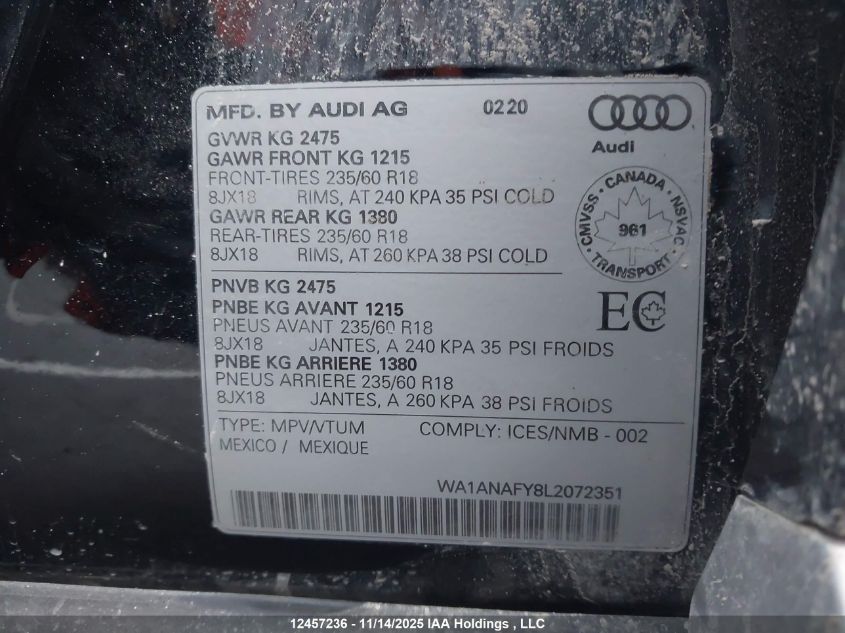 MFD. BY AUDI AG 0220
Audi
GVWR KG 2475
GAWR FRONT KG 1215
FRONT-TIRES 235/60 R18
8JX18 RIMS, AT 240 KPA 35 PSI COLD
GAWR REAR KG 1380
REAR-TIRES 235/60 R18
8JX18 RIMS, AT 260 KPA 38 PSI COLD
CMVSS · CANADA · NSVAC · TRANSPORT ·
961
PNVB KG 2475
PNBE KG AVANT 1215
PNEUS AVANT 235/60 R18
8JX18 JANTES, A 240 KPA 35 PSI FROIDS
PNBE KG ARRIERE 1380
PNEUS ARRIERE 235/60 R18
8JX18 JANTES, A 260 KPA 38 PSI FROIDS
EC
TYPE: MPV/VTUM COMPLY: ICES/NMB - 002
MEXICO / MEXIQUE
WA1ANAFY8L2072351
12457236 - 11/14/2025 IAA Holdings , LLC